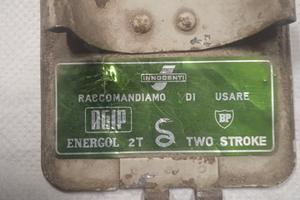 INNOCENTI
RACCOMANDIAMO DI USARE
AGIP BP
ENERGOL 2T TWO STROKE